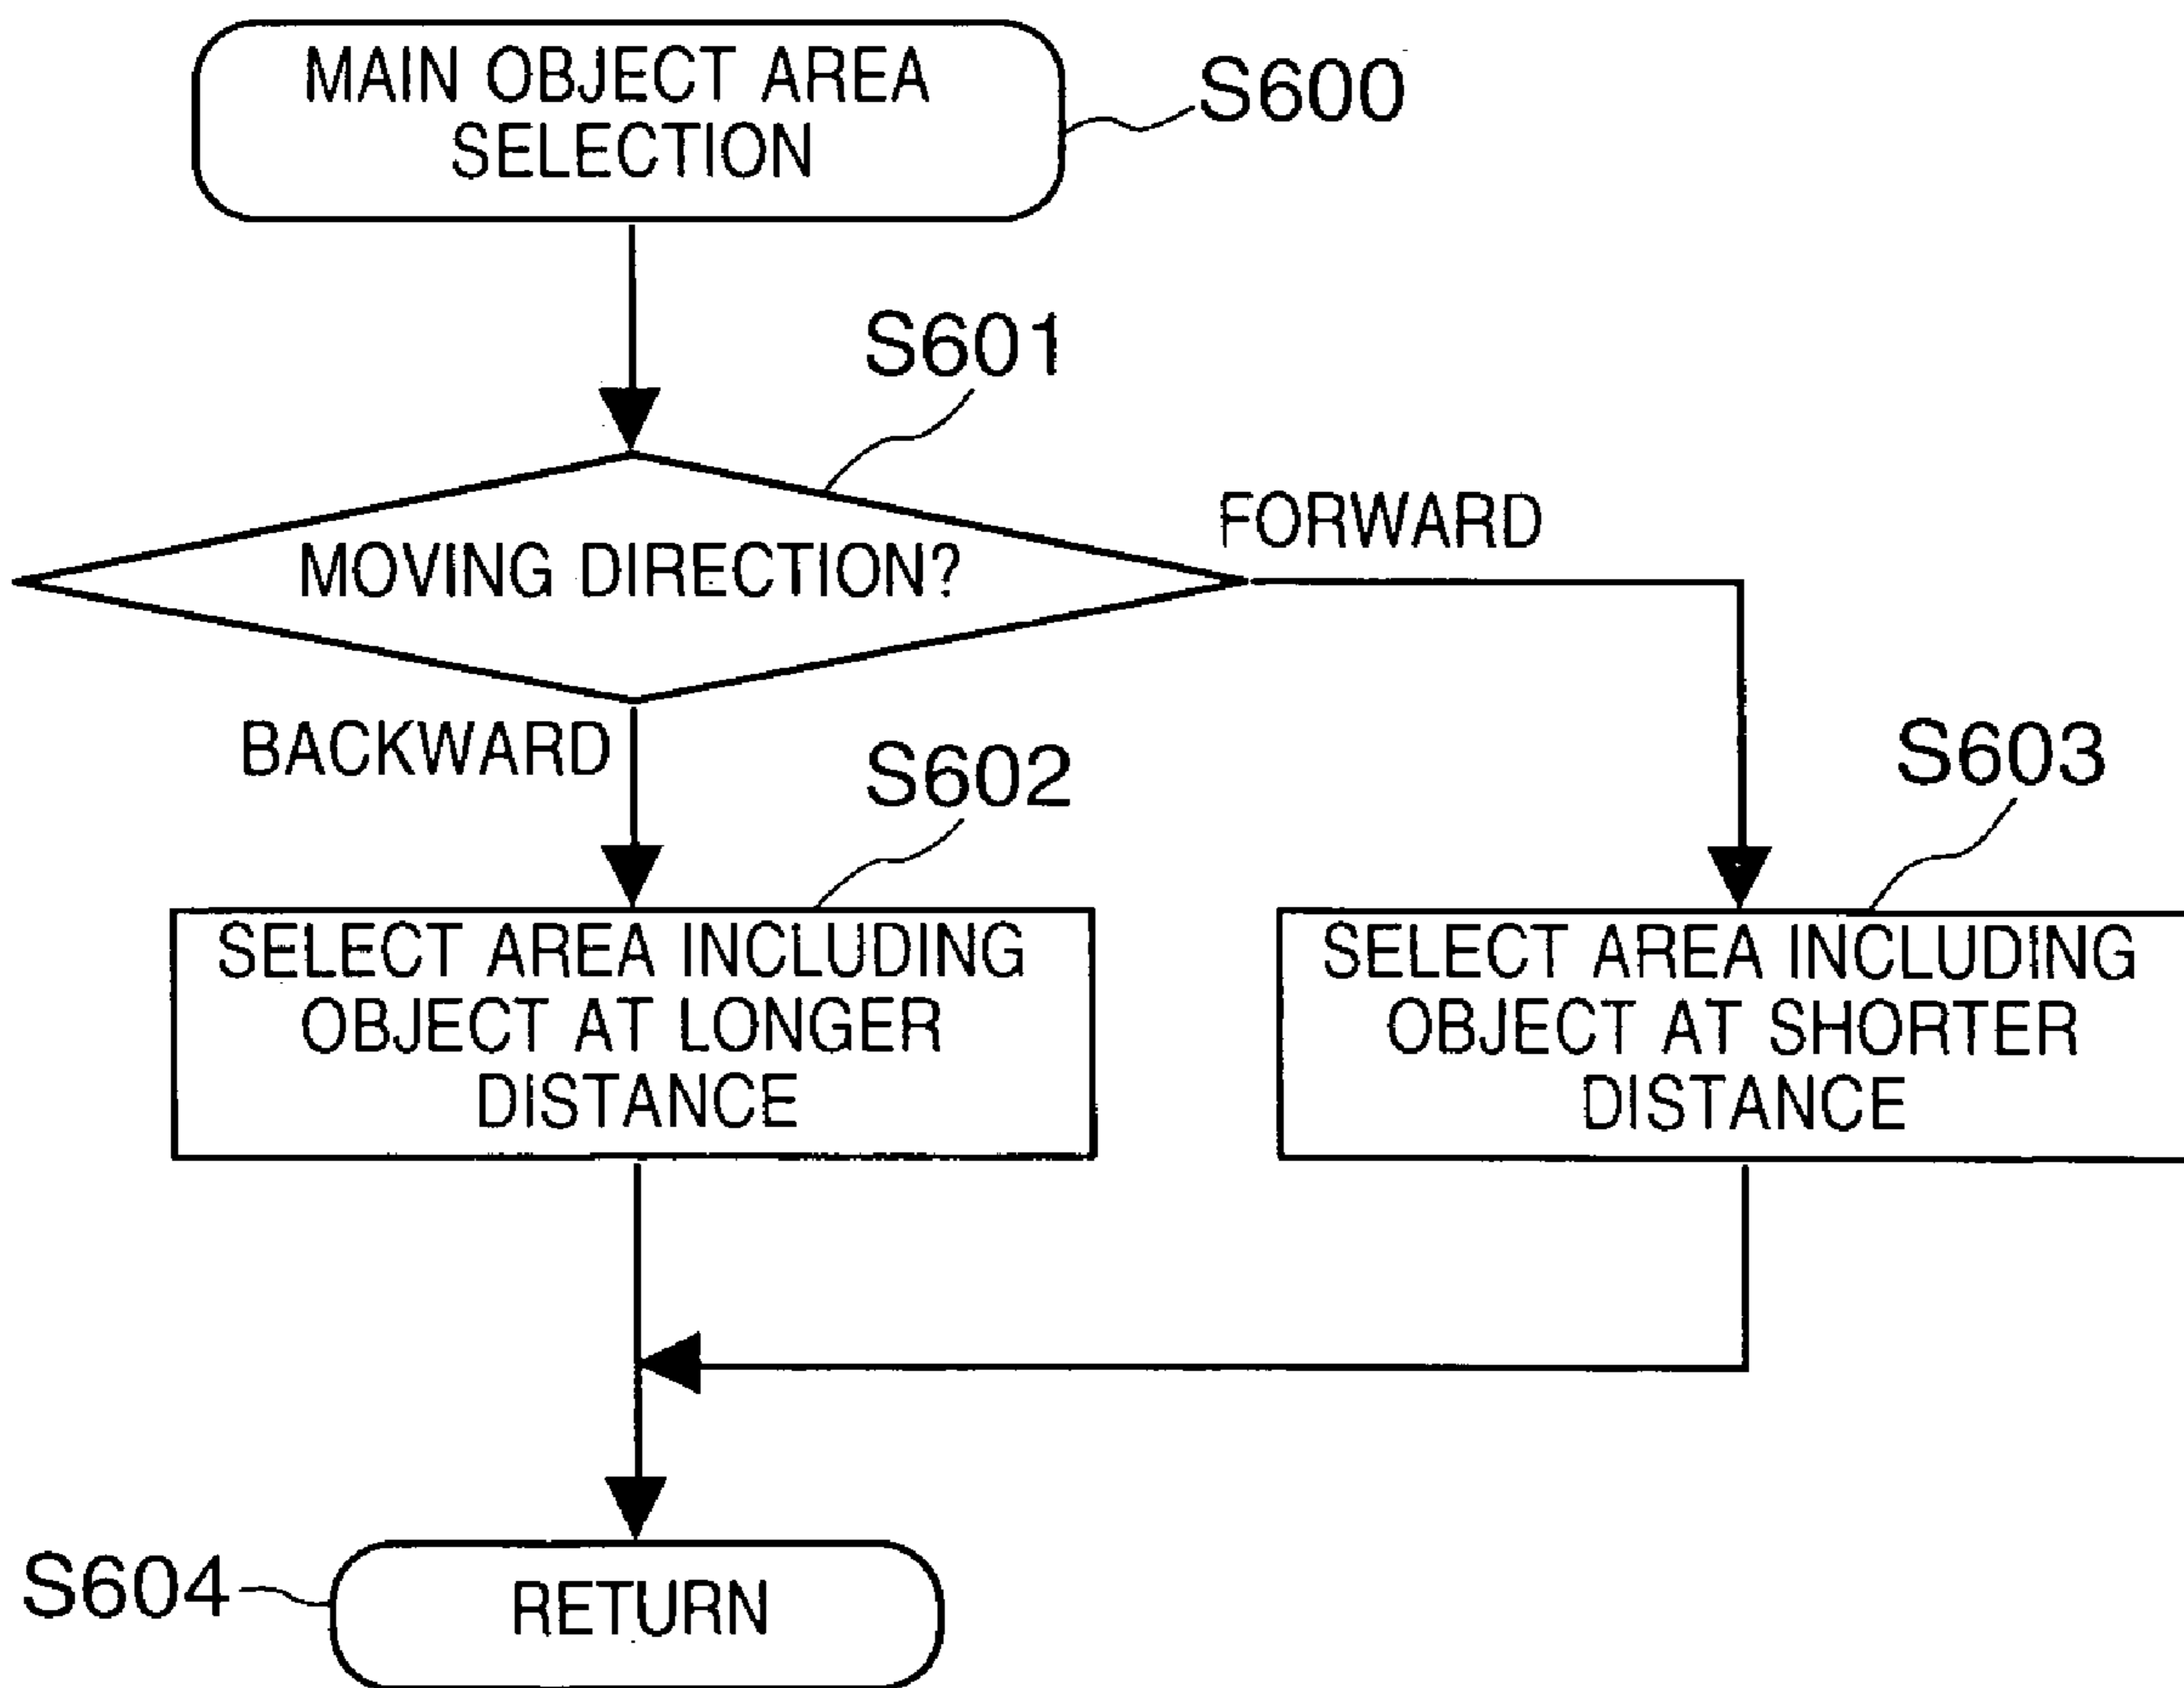 MAIN OBJECT AREA
SELECTION
S600
S601
MOVING DIRECTION?
FORWARD
BACKWARD
S602
S603
SELECT AREA INCLUDING
OBJECT AT LONGER
DISTANCE
SELECT AREA INCLUDING
OBJECT AT SHORTER
DISTANCE
S604
RETURN